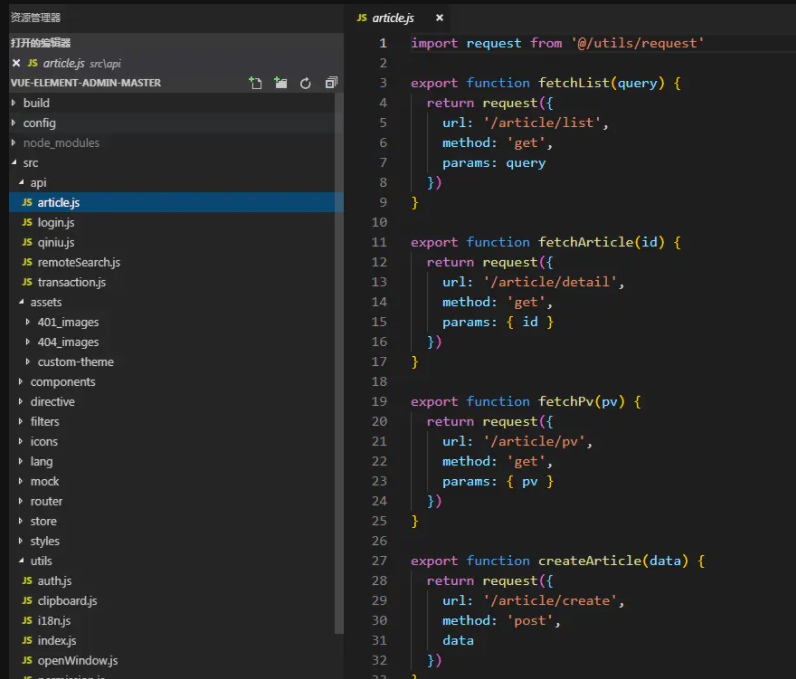 资源管理器
打开的编辑器
JS article.js src\api
VUE-ELEMENT-ADMIN-MASTER
build
config
node_modules
src
api
JS article.js
JS login.js
JS qiniu.js
JS remoteSearch.js
JS transaction.js
assets
401_images
404_images
custom-theme
components
directive
filters
icons
lang
mock
router
store
styles
utils
JS auth.js
JS clipboard.js
JS i18n.js
JS index.js
JS openWindow.js
JS permission.js
JS article.js
1 import request from '@/utils/request'
2
3 export function fetchList(query) {
4   return request({
5     url: '/article/list',
6     method: 'get',
7     params: query
8   })
9 }
10
11 export function fetchArticle(id) {
12   return request({
13     url: '/article/detail',
14     method: 'get',
15     params: { id }
16   })
17 }
18
19 export function fetchPv(pv) {
20   return request({
21     url: '/article/pv',
22     method: 'get',
23     params: { pv }
24   })
25 }
26
27 export function createArticle(data) {
28   return request({
29     url: '/article/create',
30     method: 'post',
31     data
32   })
33 }